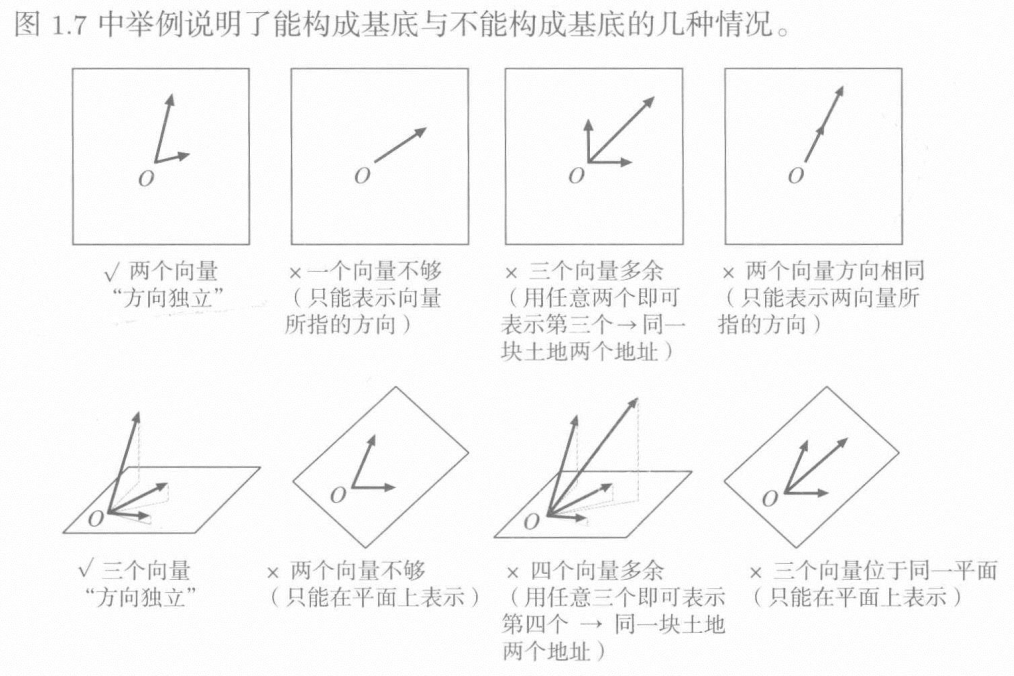 图 1.7 中举例说明了能构成基底与不能构成基底的几种情况。
O
O
O
O
√ 两个向量
“方向独立”
× 一个向量不够
（只能表示向量
所指的方向）
× 三个向量多余
（用任意两个即可
表示第三个→同一
块土地两个地址）
× 两个向量方向相同
（只能表示两向量所
指的方向）
O
O
O
O
√ 三个向量
“方向独立”
× 两个向量不够
（只能在平面上表示）
× 四个向量多余
（用任意三个即可表示
第四个 → 同一块土地
两个地址）
× 三个向量位于同一平面
（只能在平面上表示）